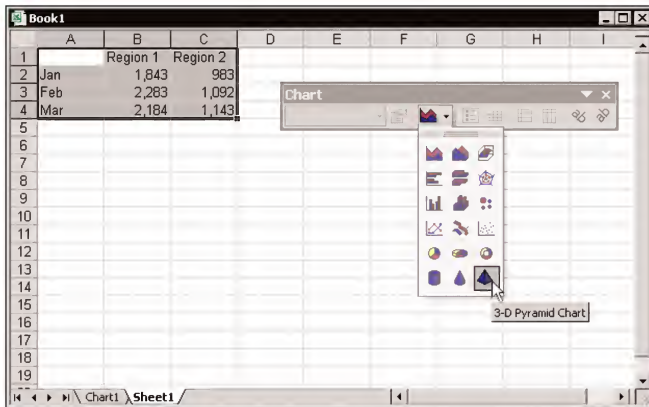 Book1
A B C D E F G H I
1 Region 1 Region 2
2 Jan 1,843 983
3 Feb 2,283 1,092
4 Mar 2,184 1,143
Chart
5
6
7
8
9
10
11
12
13
14
3-D Pyramid Chart
15
16
17
18
19
Chart1 Sheet1